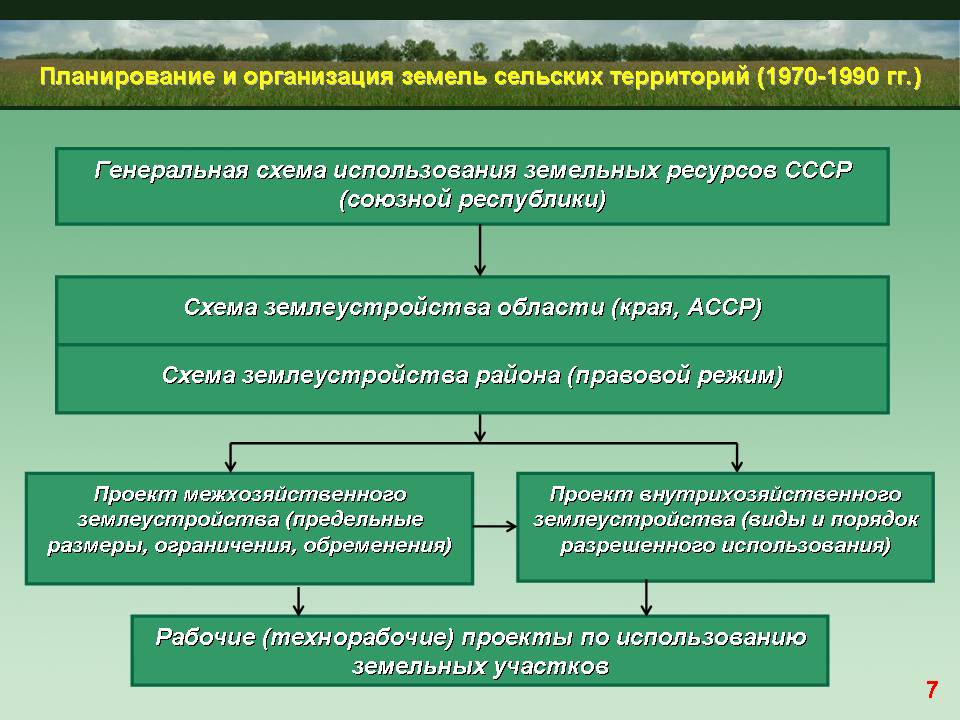 Планирование и организация земель сельских территорий (1970-1990 гг.)
Генеральная схема использования земельных ресурсов СССР
(союзной республики)
Схема землеустройства области (края, АССР)
Схема землеустройства района (правовой режим)
Проект межхозяйственного
землеустройства (предельные
размеры, ограничения, обременения)
Проект внутрихозяйственного
землеустройства (виды и порядок
разрешенного использования)
Рабочие (технорабочие) проекты по использованию
земельных участков
7